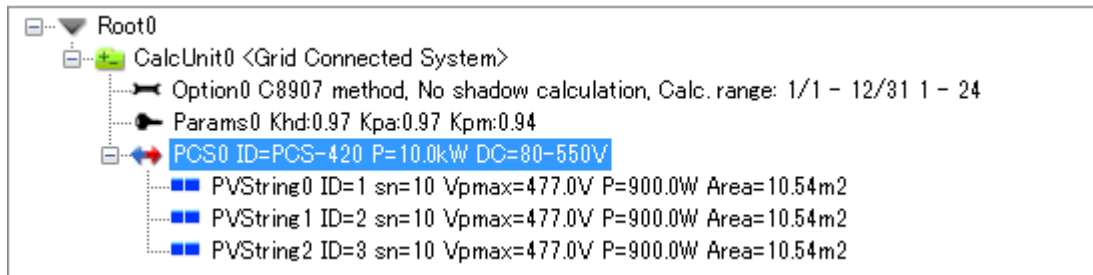 Root0
CalcUnit0 <Grid Connected System>
Option0 C8907 method, No shadow calculation, Calc. range: 1/1 - 12/31 1 - 24
Params0 Khd:0.97 Kpa:0.97 Kpm:0.94
PCS0 ID=PCS-420 P=10.0kW DC=80-550V
PVString0 ID=1 sn=10 Vpmax=477.0V P=900.0W Area=10.54m2
PVString1 ID=2 sn=10 Vpmax=477.0V P=900.0W Area=10.54m2
PVString2 ID=3 sn=10 Vpmax=477.0V P=900.0W Area=10.54m2